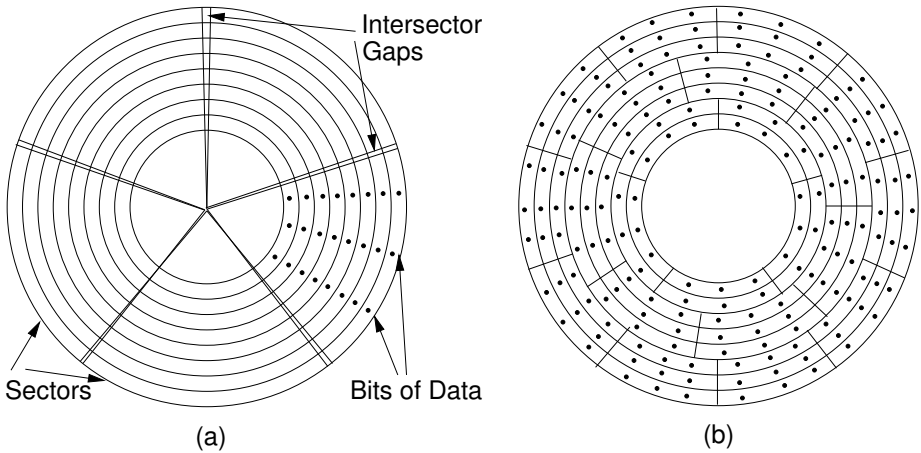 Intersector
Gaps
Sectors
Bits of Data
(a)
(b)